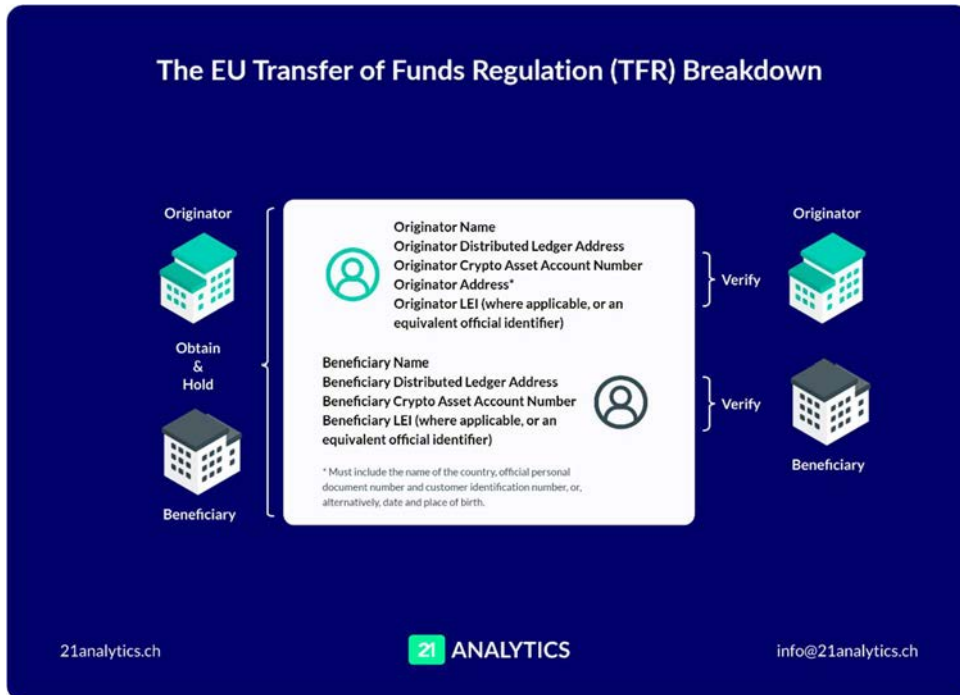 The EU Transfer of Funds Regulation (TFR) Breakdown
Originator
Obtain
&
Hold
Beneficiary
Originator Name
Originator Distributed Ledger Address
Originator Crypto Asset Account Number
Originator Address*
Originator LEI (where applicable, or an
equivalent official identifier)
Beneficiary Name
Beneficiary Distributed Ledger Address
Beneficiary Crypto Asset Account Number
Beneficiary LEI (where applicable, or an
equivalent official identifier)
* Must include the name of the country, official personal
document number and customer identification number, or,
alternatively, date and place of birth.
Verify
Verify
Originator
Beneficiary
21analytics.ch
21 ANALYTICS
info@21analytics.ch